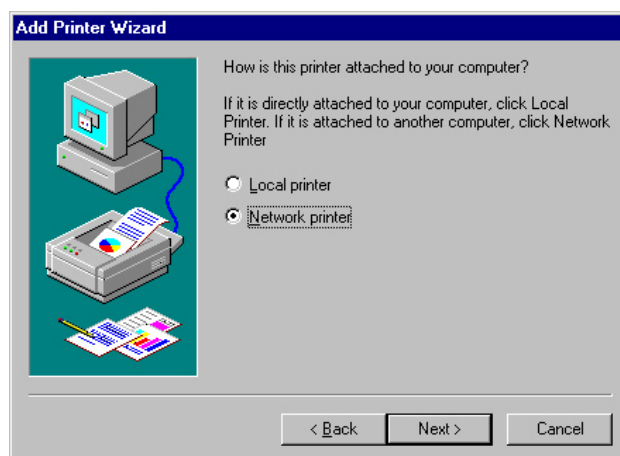 Add Printer Wizard
How is this printer attached to your computer?
If it is directly attached to your computer, click Local
Printer. If it is attached to another computer, click Network
Printer
Local printer
Network printer
< Back
Next >
Cancel